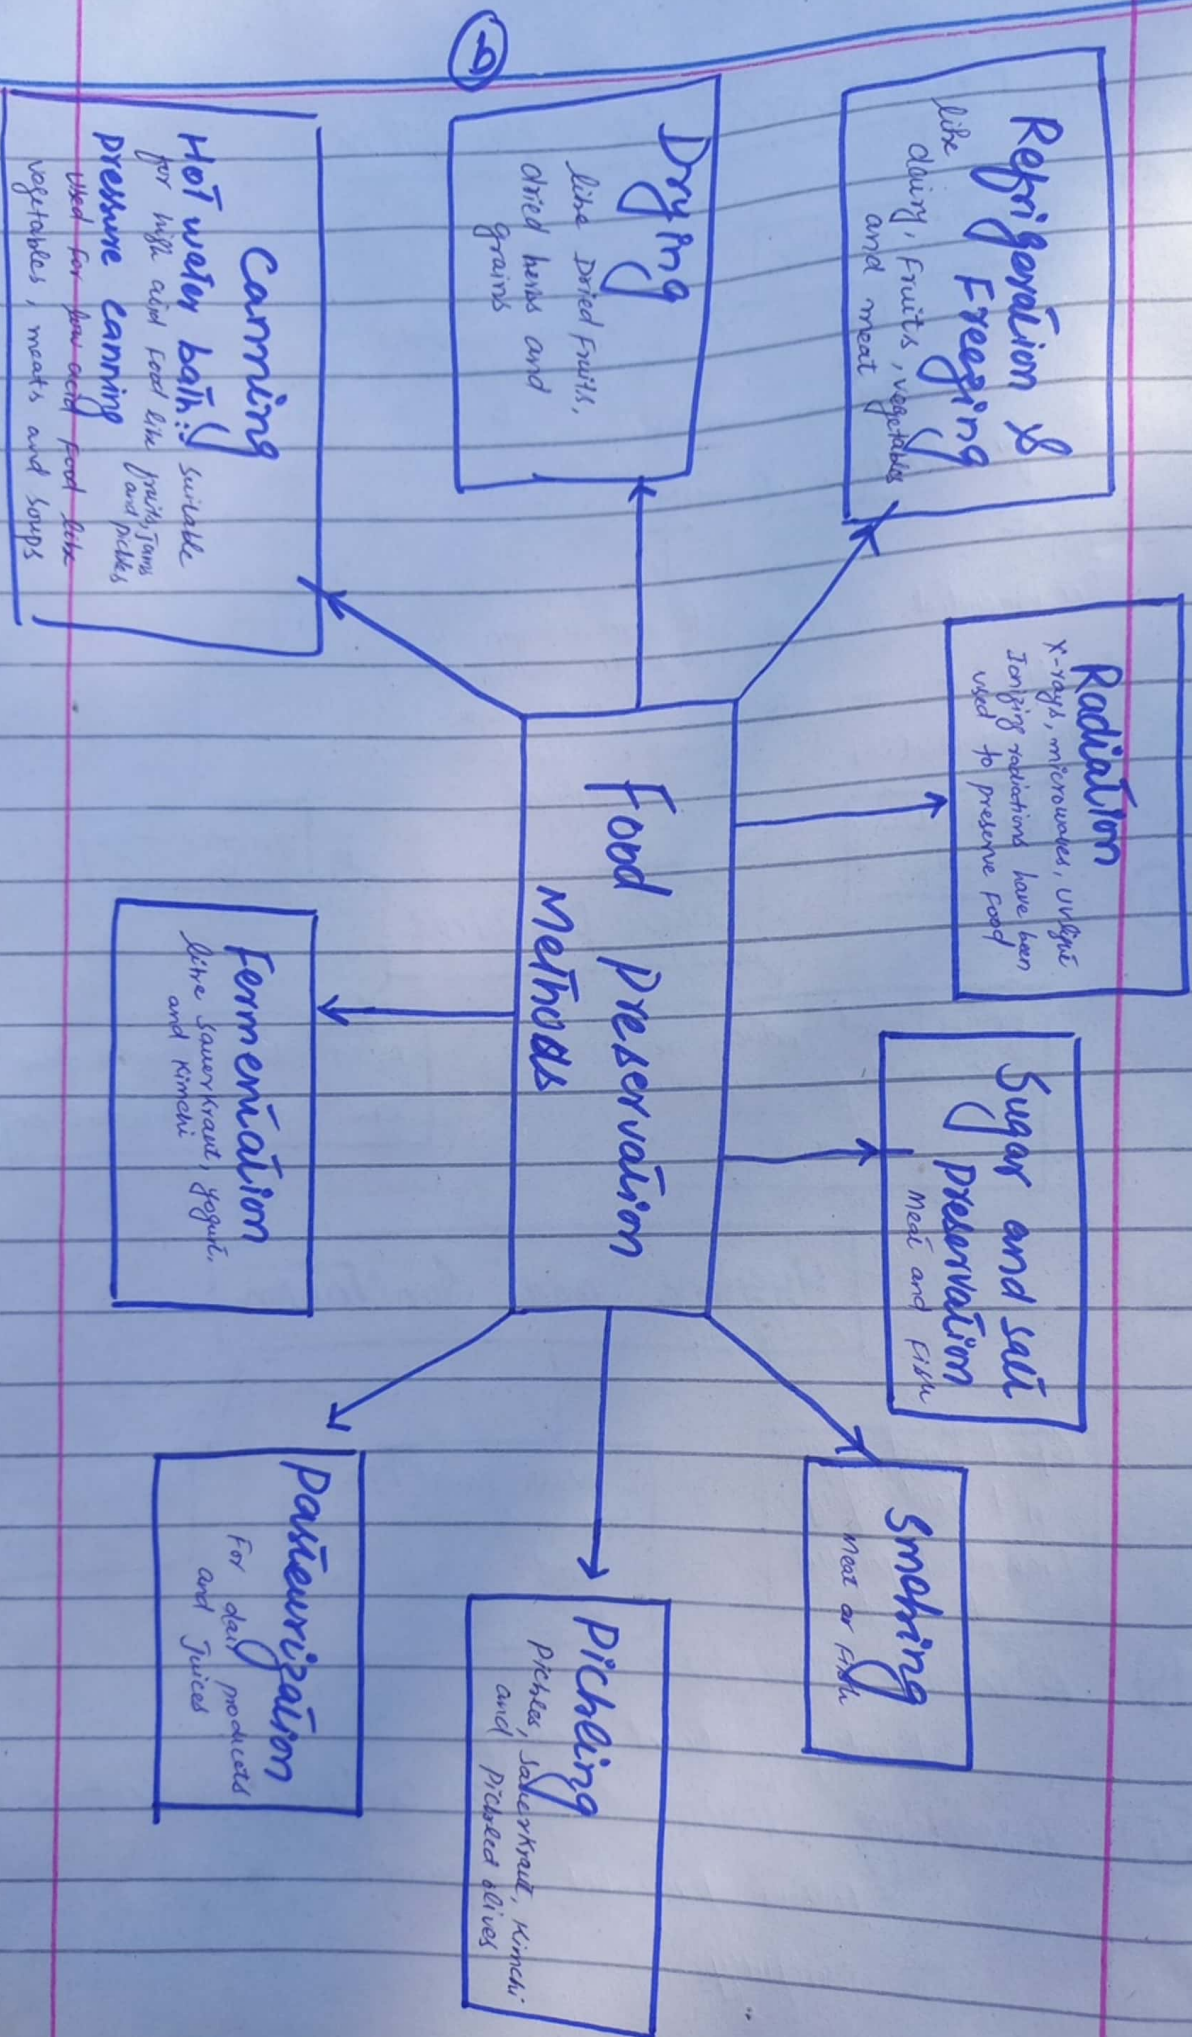 b
Refrigeration &
Freezing
like dairy, fruits, vegetables
and meat
Radiation
X-rays, microwaves, uvlight
Ionizing radiations have been
used to preserve food
Sugar and salt
preservation
Meat and Fish
Smoking
Meat or Fish
Drying
like Dried fruits,
dried herbs and
grains
Food preservation
Methods
Pickling
Pickles, Sauerkraut, Kimchi
and pickled olives
Canning
Hot water bath:- suitable
for high acid food like fruits, Jams
and pickles
pressure canning
used for low acid food like
vegetables, meats and soups
Fermentation
like sauerkraut, yogurt,
and Kimchi
Pasteurization
For dairy products
and Juices